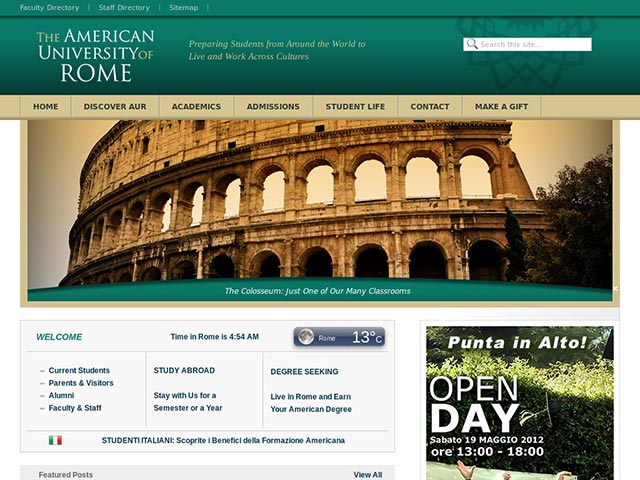 Faculty Directory | Staff Directory | Sitemap |
THE AMERICAN
UNIVERSITY OF
ROME
Preparing Students from Around the World to
Live and Work Across Cultures
Search this site...
HOME DISCOVER AUR ACADEMICS ADMISSIONS STUDENT LIFE CONTACT MAKE A GIFT
The Colosseum: Just One of Our Many Classrooms
WELCOME
Time in Rome is 4:54 AM
Rome 13°C
Current Students
Parents & Visitors
Alumni
Faculty & Staff
STUDY ABROAD
Stay with Us for a
Semester or a Year
DEGREE SEEKING
Live in Rome and Earn
Your American Degree
STUDENTI ITALIANI: Scoprite i Benefici della Formazione Americana
Featured Posts View All
Punta in Alto!
OPEN
DAY
Sabato 19 MAGGIO 2012
ore 13:00 - 18:00